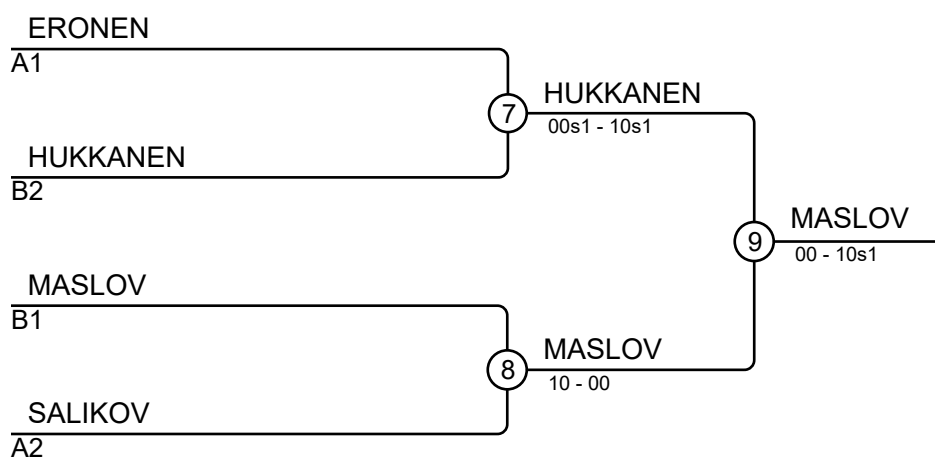 ERONEN
A1
7
HUKKANEN
00s1 - 10s1
HUKKANEN
B2
9
MASLOV
00 - 10s1
MASLOV
B1
8
MASLOV
10 - 00
SALIKOV
A2